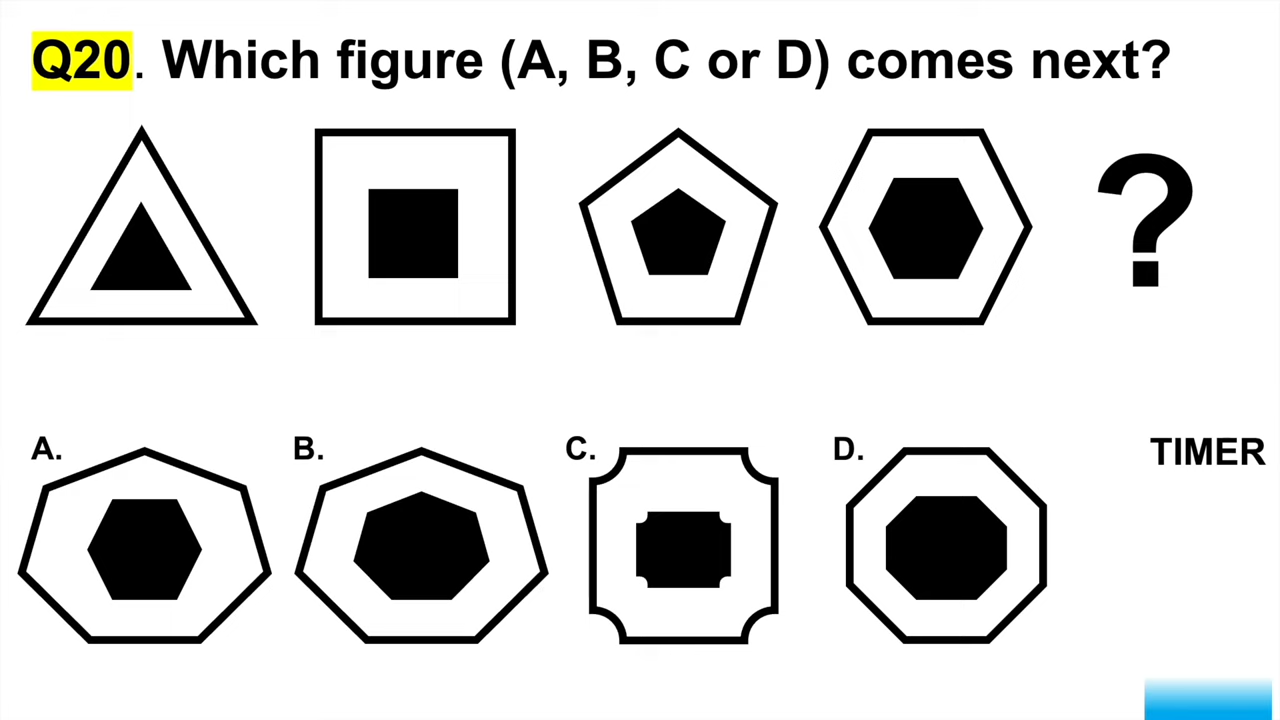 Q20. Which figure (A, B, C or D) comes next?
?
A. B. C. D. TIMER